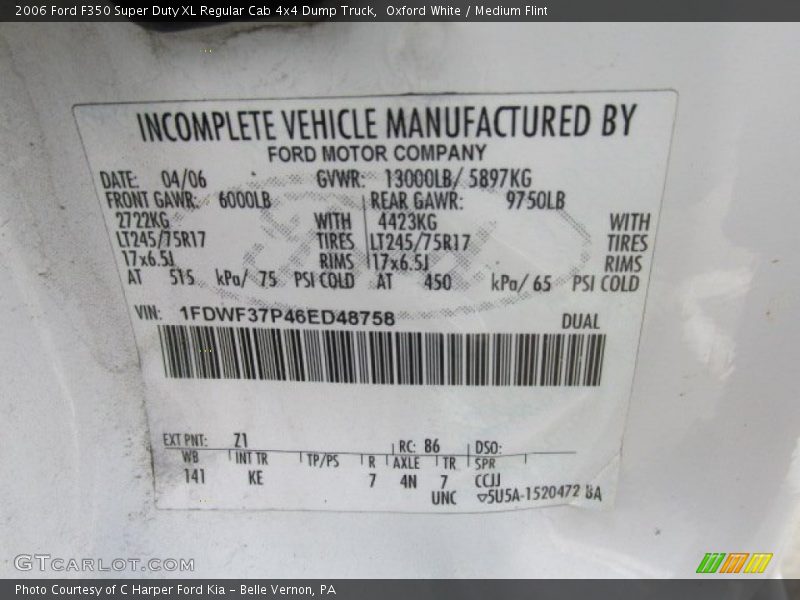 2006 Ford F350 Super Duty XL Regular Cab 4x4 Dump Truck,  Oxford White / Medium Flint
INCOMPLETE VEHICLE MANUFACTURED BY
FORD MOTOR COMPANY
DATE: 04/06 GVWR: 13000LB/ 5897KG
FRONT GAWR: 6000LB REAR GAWR: 9750LB
2722KG WITH 4423KG WITH
LT245/75R17 TIRES LT245/75R17 TIRES
17x6.5J RIMS 17x6.5J RIMS
AT 515 kPa/ 75 PSI COLD AT 450 kPa/ 65 PSI COLD
VIN: 1FDWF37P46ED48758 DUAL
EXT PNT: Z1 RC: 86 DSO:
WB INT TR TP/PS R AXLE TR SPR
141 KE 7 4N 7 CCJJ
UNC ▽5U5A-1520472 BA
GTCARLOT.COM
Photo Courtesy of C Harper Ford Kia – Belle Vernon, PA